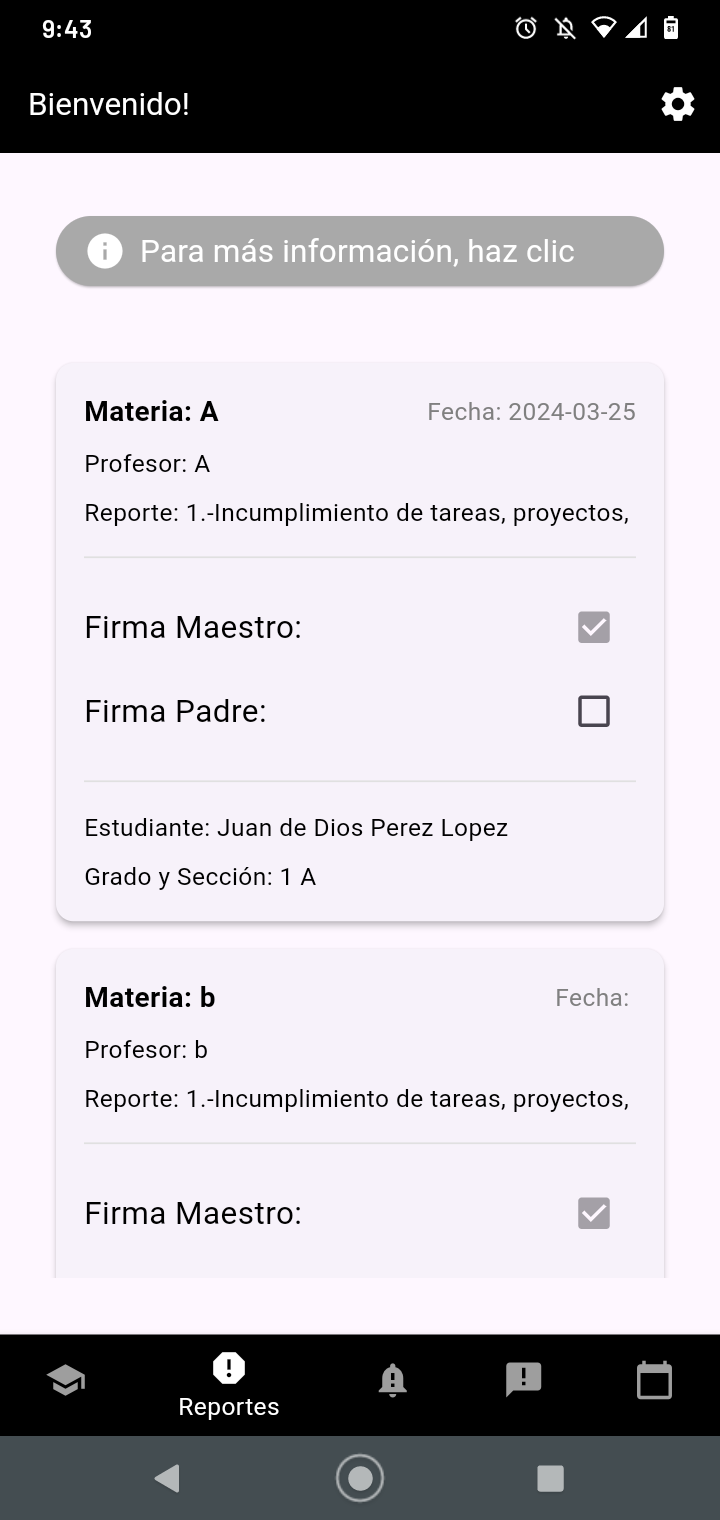 9:43
81
Bienvenido!
Para más información, haz clic
Materia: A
Fecha: 2024-03-25
Profesor: A
Reporte: 1.-Incumplimiento de tareas, proyectos,
Firma Maestro:
Firma Padre:
Estudiante: Juan de Dios Perez Lopez
Grado y Sección: 1 A
Materia: b
Fecha:
Profesor: b
Reporte: 1.-Incumplimiento de tareas, proyectos,
Firma Maestro:
Reportes